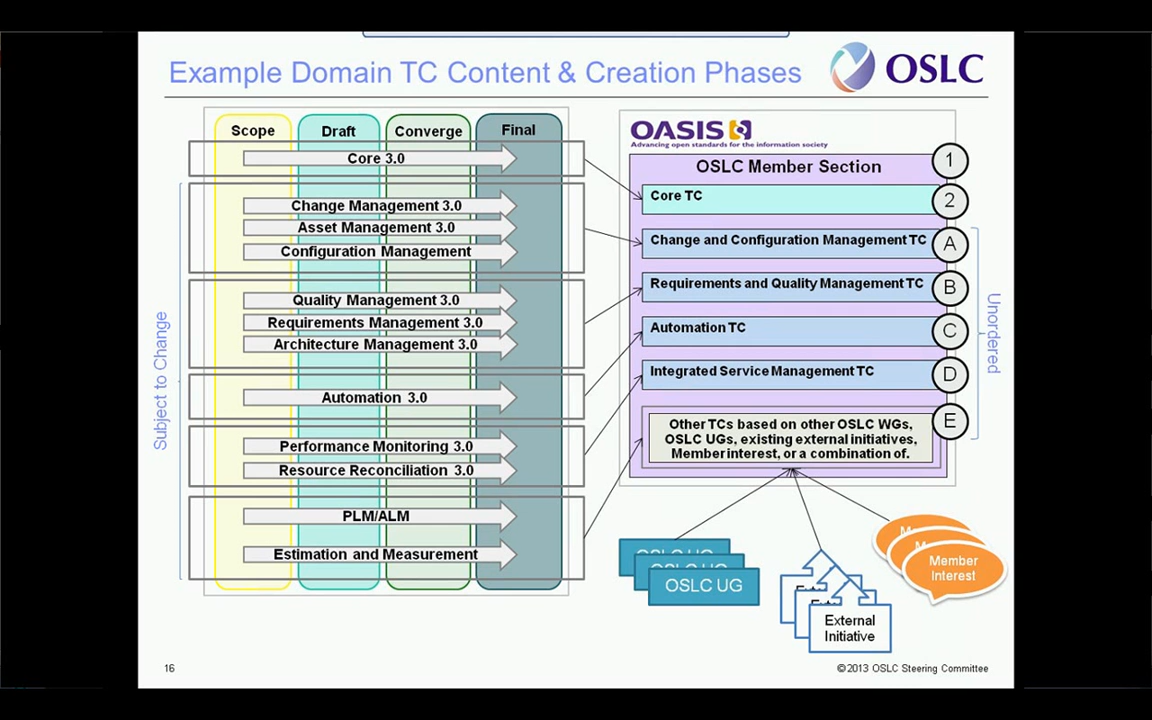 Example Domain TC Content & Creation Phases
OSLC
Scope
Draft
Converge
Final
Core 3.0
Change Management 3.0
Asset Management 3.0
Configuration Management
Quality Management 3.0
Requirements Management 3.0
Architecture Management 3.0
Automation 3.0
Performance Monitoring 3.0
Resource Reconciliation 3.0
PLM/ALM
Estimation and Measurement
Subject to Change
OASIS
Advancing open standards for the information society
OSLC Member Section
1
Core TC
2
Change and Configuration Management TC
A
Requirements and Quality Management TC
B
Automation TC
C
Integrated Service Management TC
D
Other TCs based on other OSLC WGs,
OSLC UGs, existing external initiatives,
Member interest, or a combination of.
E
Unordered
OSLC UG
OSLC UG
OSLC UG
External
Initiative
Member
Interest
16
©2013 OSLC Steering Committee